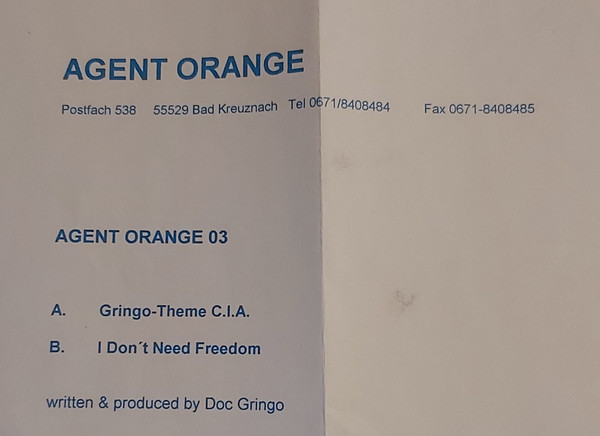 AGENT ORANGE
Postfach 538 55529 Bad Kreuznach Tel 0671/8408484 Fax 0671-8408485
AGENT ORANGE 03
A. Gringo-Theme C.I.A.
B. I Don´t Need Freedom
written & produced by Doc Gringo